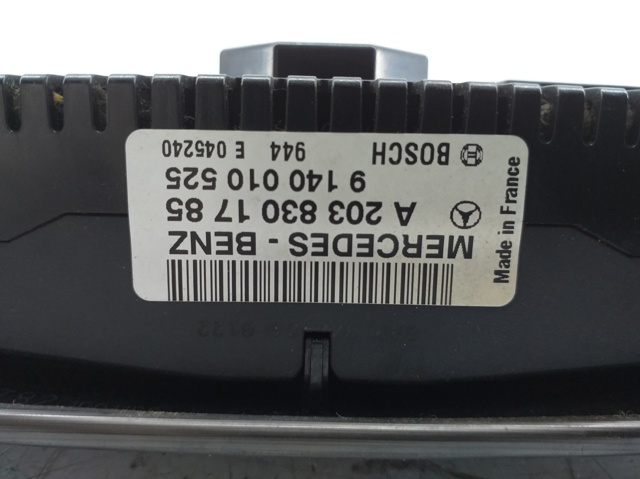 MERCEDES - BENZ
A 203 830 17 85
9 140 010 525
BOSCH 944 E 045240
Made in France